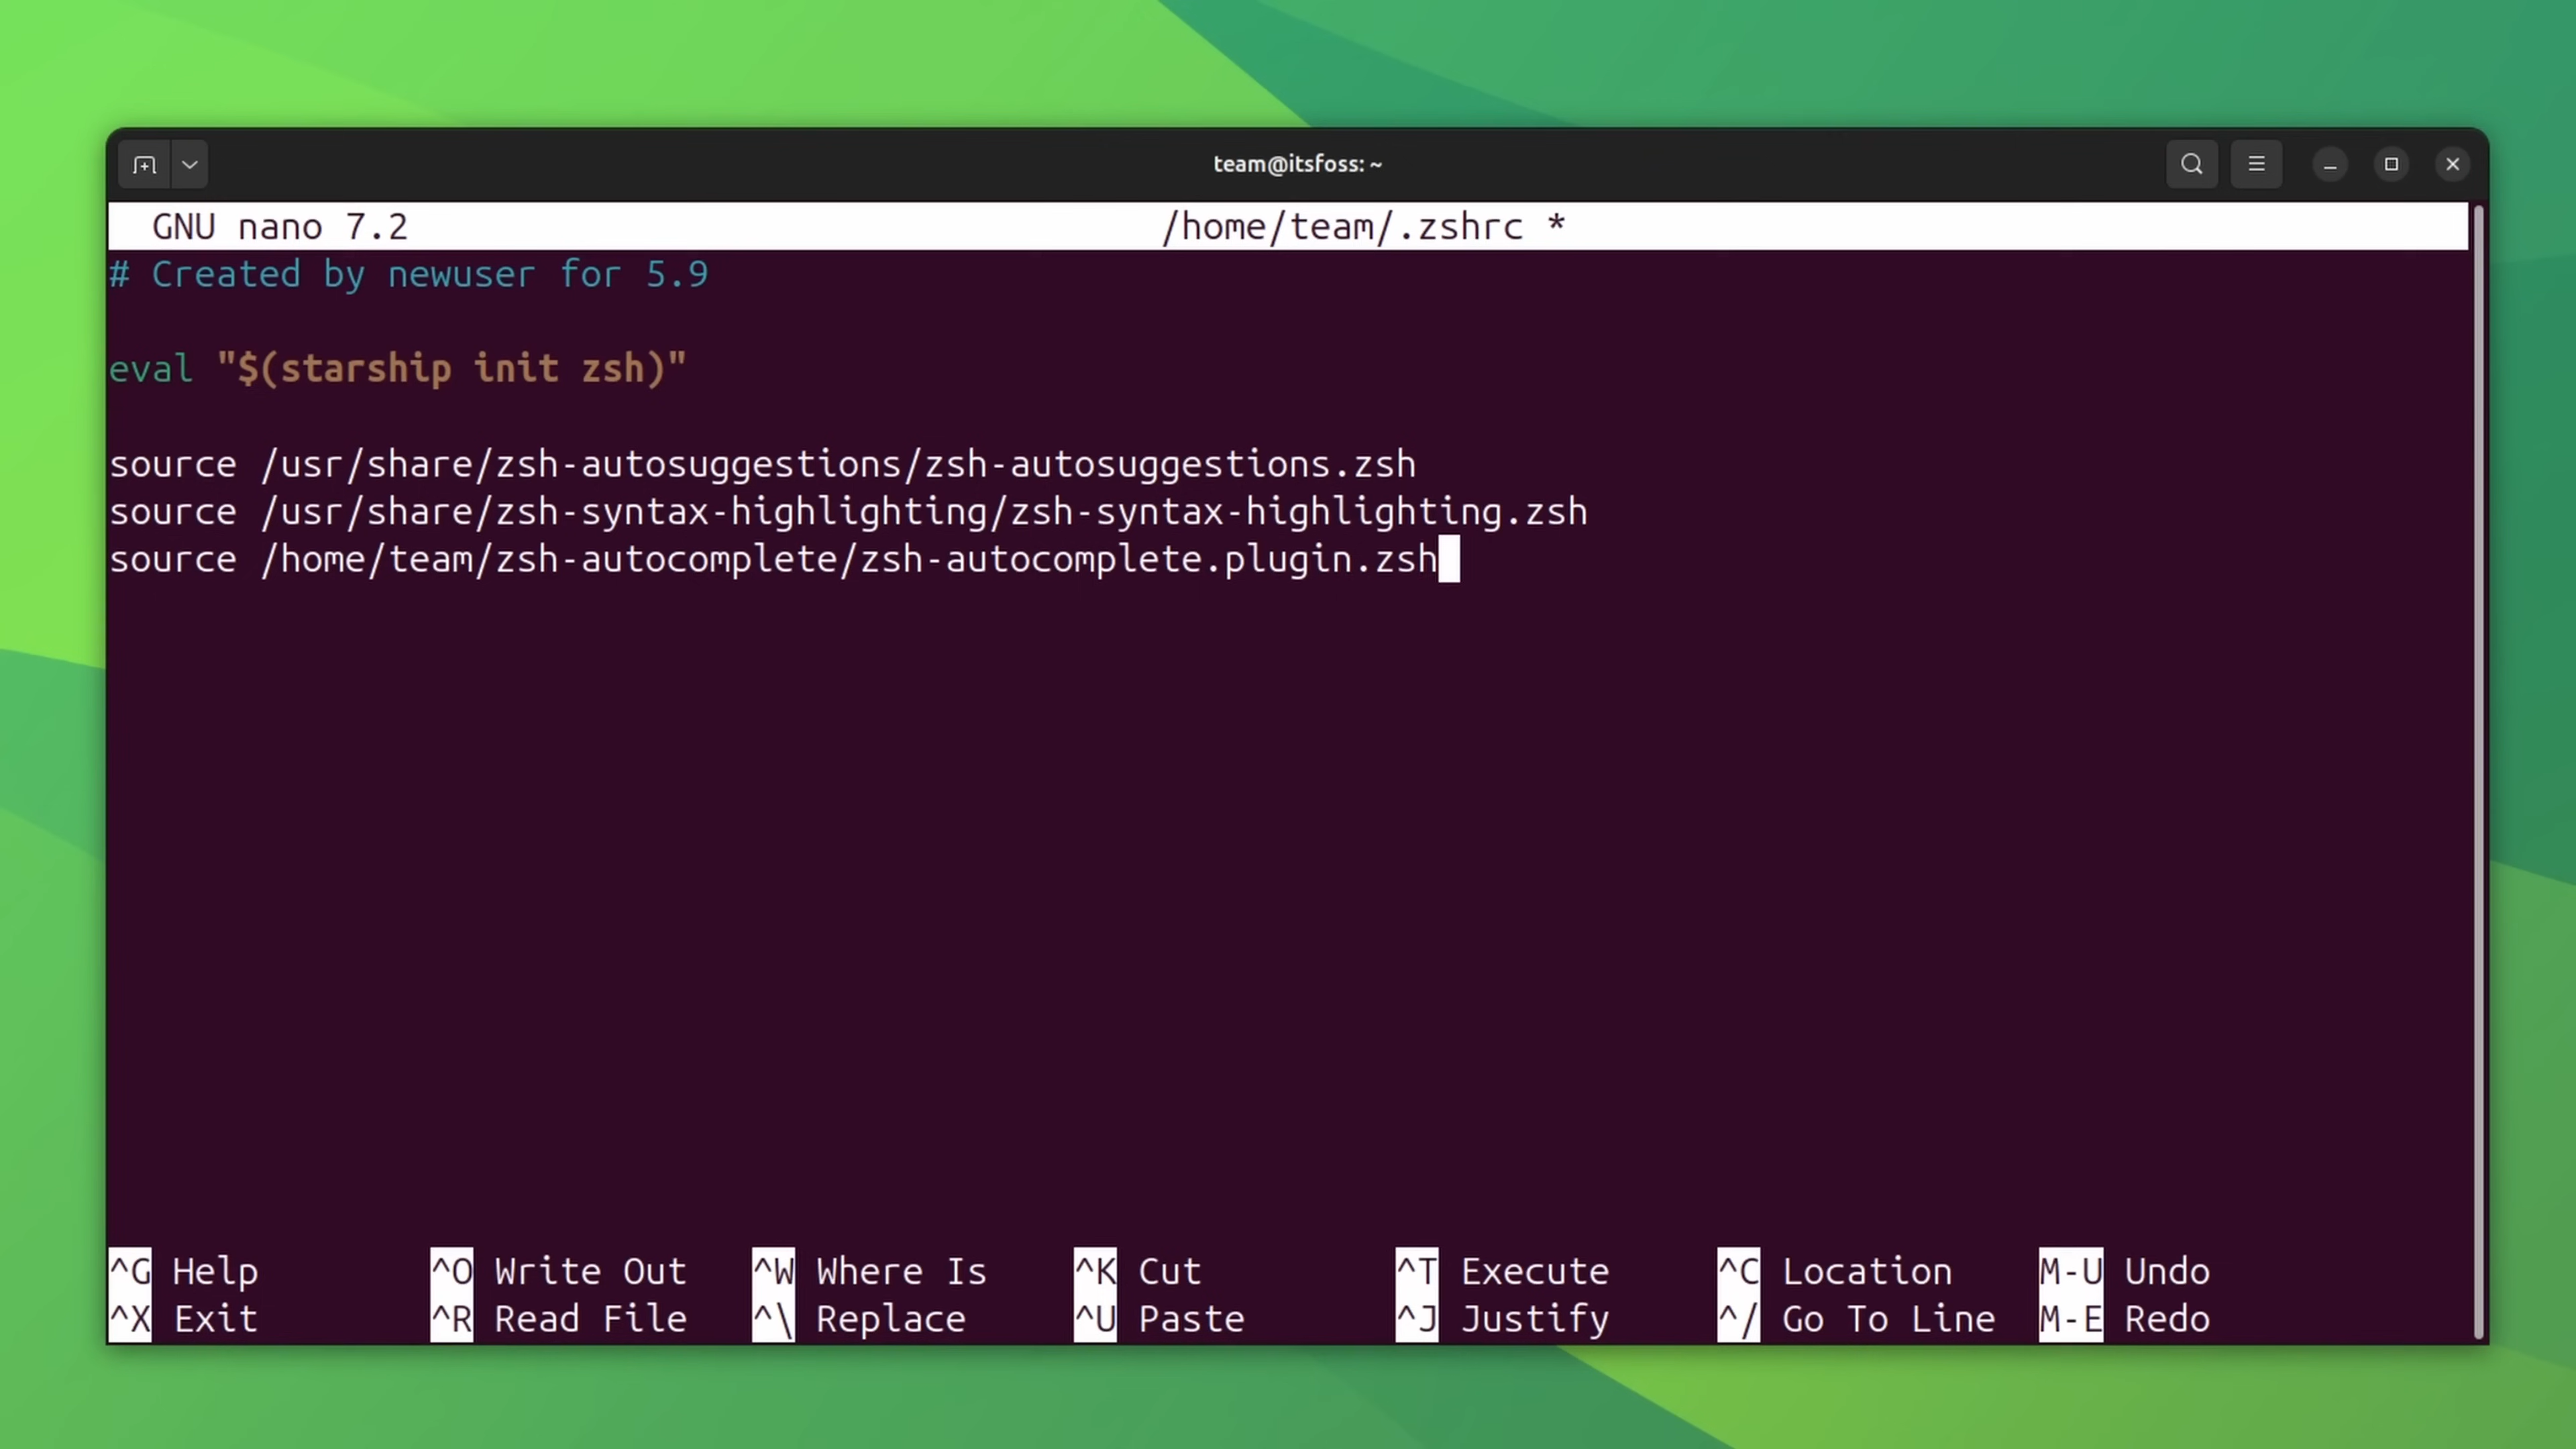 team@itsfoss: ~
GNU nano 7.2 /home/team/.zshrc *
# Created by newuser for 5.9
eval "$(starship init zsh)"
source /usr/share/zsh-autosuggestions/zsh-autosuggestions.zsh
source /usr/share/zsh-syntax-highlighting/zsh-syntax-highlighting.zsh
source /home/team/zsh-autocomplete/zsh-autocomplete.plugin.zsh
^G Help ^O Write Out ^W Where Is ^K Cut ^T Execute ^C Location M-U Undo
^X Exit ^R Read File ^\ Replace ^U Paste ^J Justify ^/ Go To Line M-E Redo